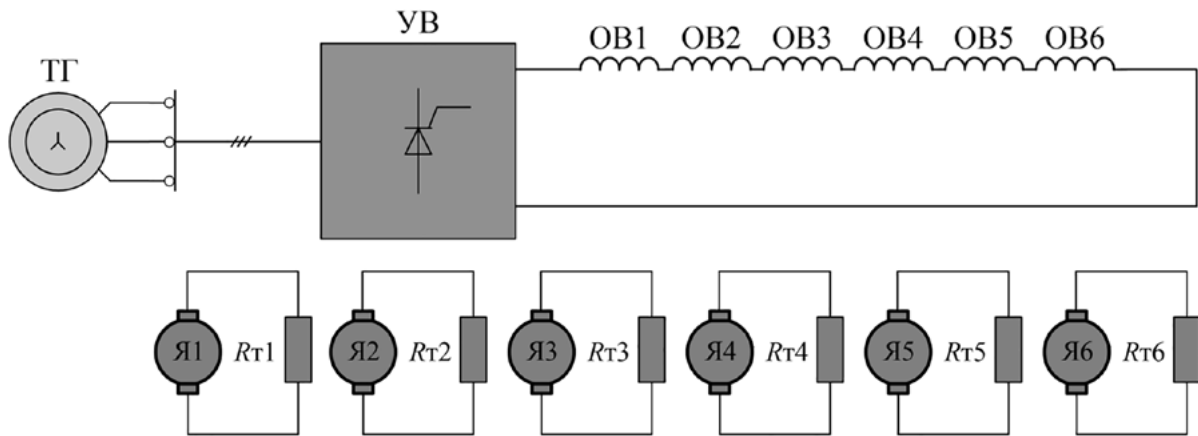 УВ
ТГ
ОВ1 ОВ2 ОВ3 ОВ4 ОВ5 ОВ6
Я1 Rт1 Я2 Rт2 Я3 Rт3 Я4 Rт4 Я5 Rт5 Я6 Rт6